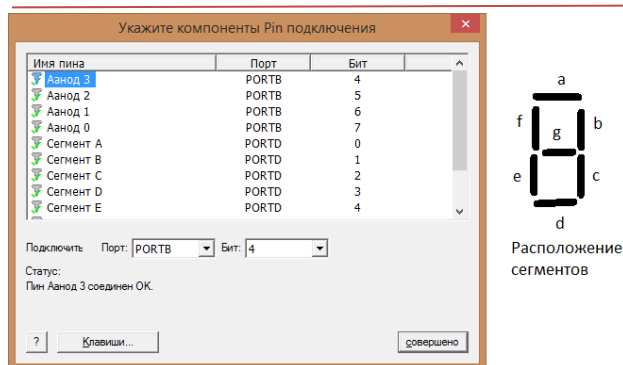 Укажите компоненты Pin подключения
Имя пина Порт Бит
Аанод 3 PORTB 4
Аанод 2 PORTB 5
Аанод 1 PORTB 6
Аанод 0 PORTB 7
Сегмент A PORTD 0
Сегмент B PORTD 1
Сегмент C PORTD 2
Сегмент D PORTD 3
Сегмент E PORTD 4
Подключить Порт: PORTB Бит: 4
Статус:
Пин Аанод 3 соединен OK.
? Клавиши... совершено
a
f g b
e c
d
Расположение
сегментов